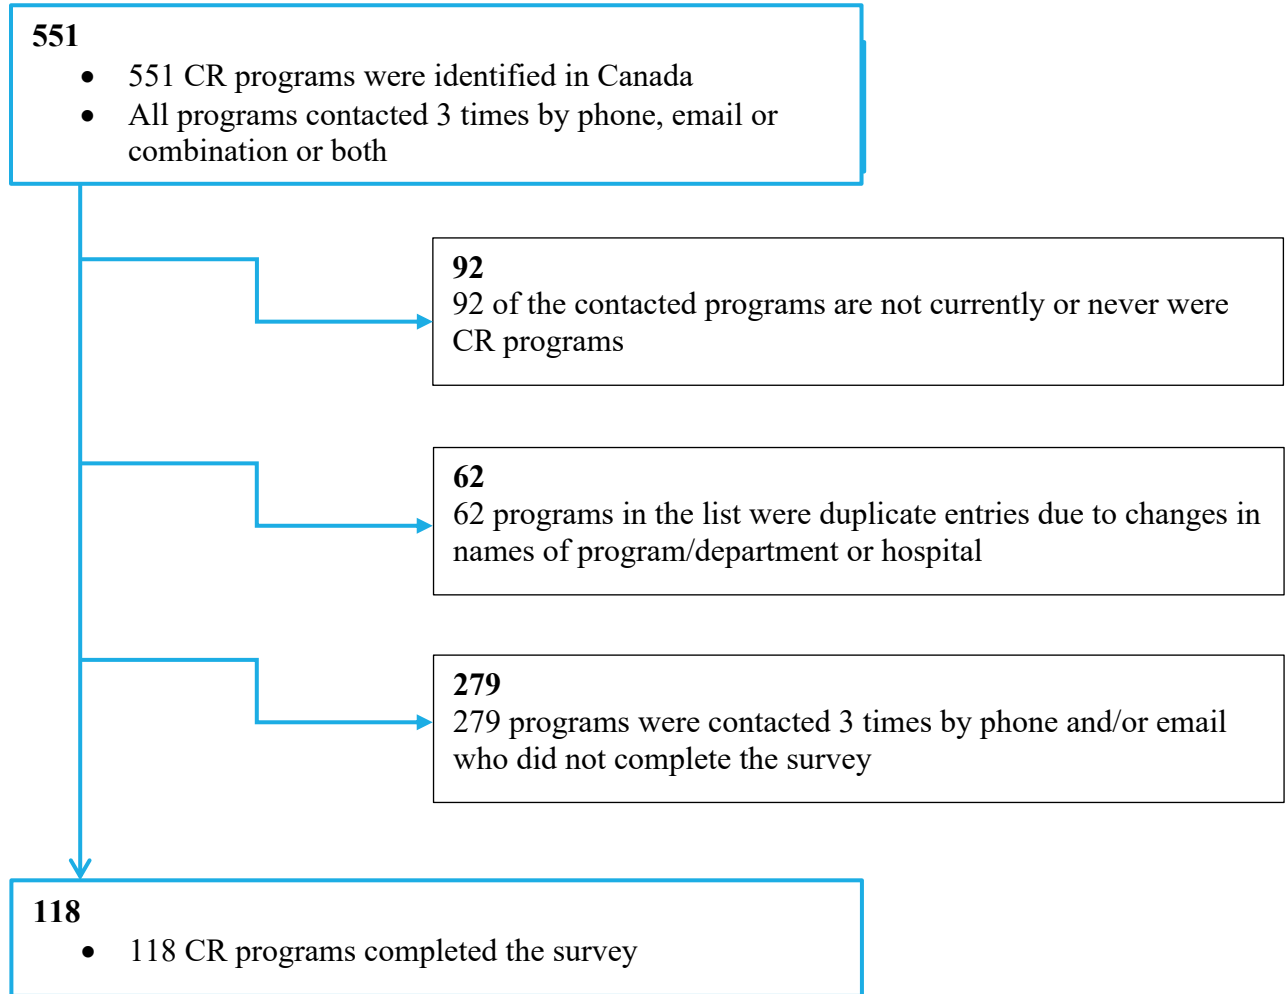 551
• 551 CR programs were identified in Canada
• All programs contacted 3 times by phone, email or
combination or both
92
92 of the contacted programs are not currently or never were
CR programs
62
62 programs in the list were duplicate entries due to changes in
names of program/department or hospital
279
279 programs were contacted 3 times by phone and/or email
who did not complete the survey
118
• 118 CR programs completed the survey